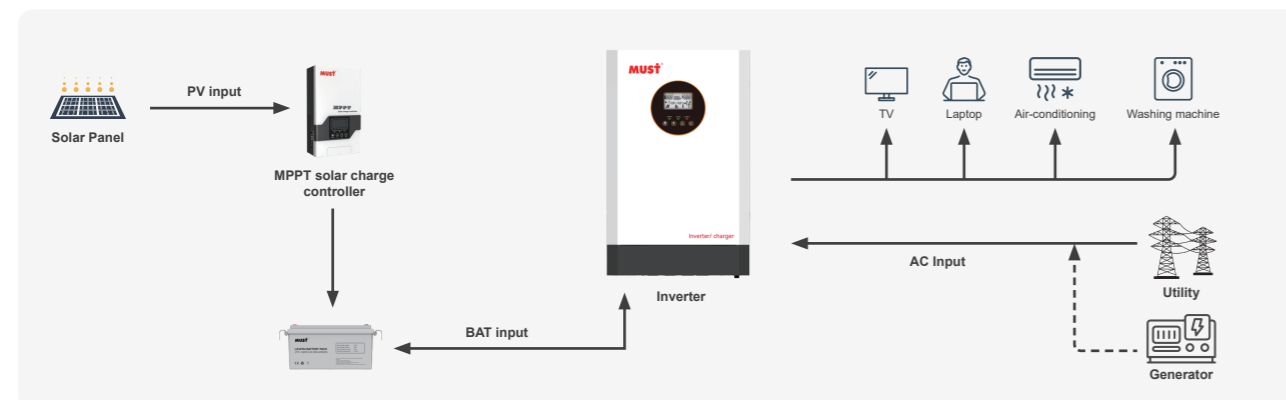 MUST
MPPT
PV input
Solar Panel
MPPT solar charge
controller
MUST
Inverter/ charger
Inverter
TV
Laptop
Air-conditioning
Washing machine
AC Input
Utility
Generator
BAT input
MUST